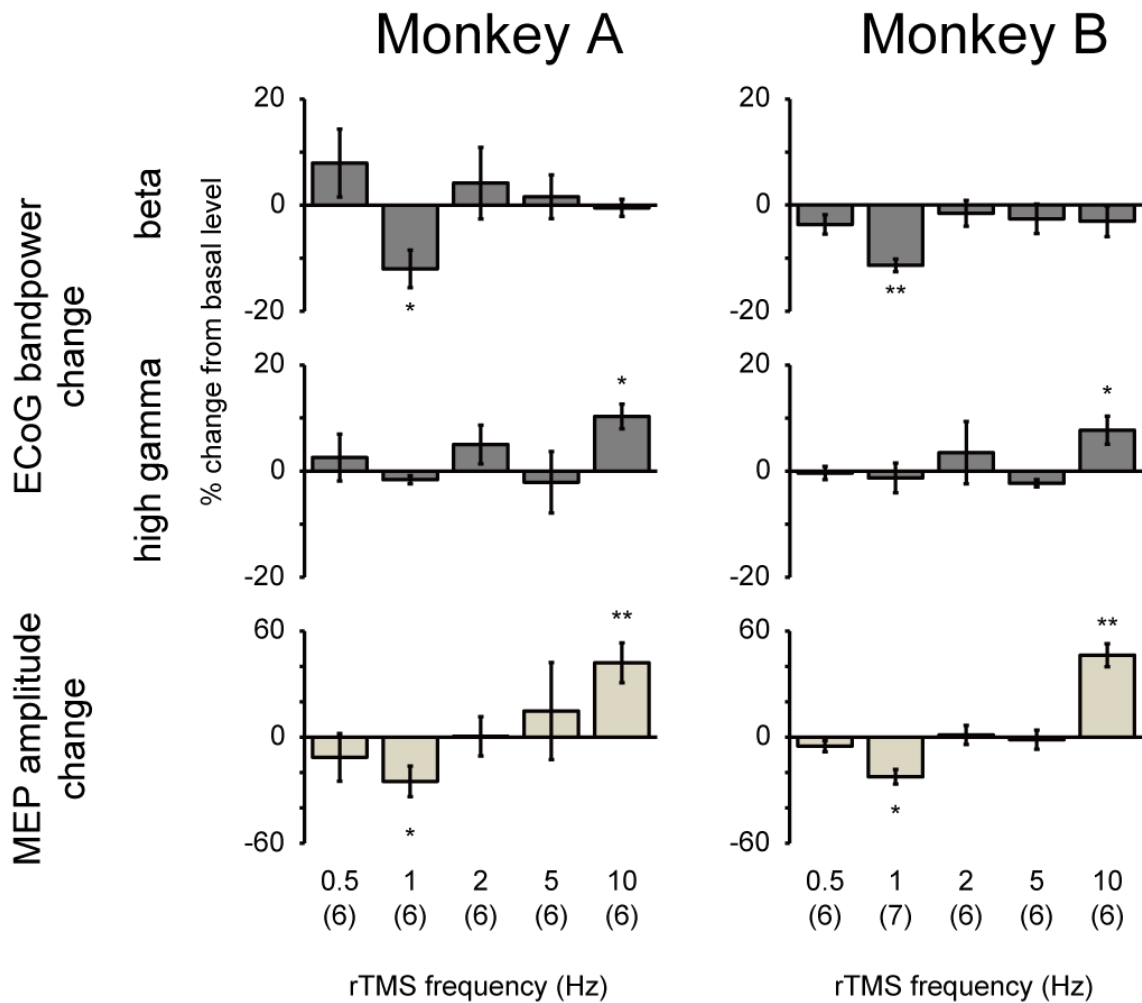 Monkey A
Monkey B
ECoG bandpower
change
beta
high gamma
MEP amplitude
change
% change from basal level
20
0
-20
*
20
0
-20
**
20
0
-20
*
20
0
-20
*
60
0
-60
*
**
60
0
-60
*
**
0.5 1 2 5 10
(6) (6) (6) (6) (6)
0.5 1 2 5 10
(6) (7) (6) (6) (6)
rTMS frequency (Hz)
rTMS frequency (Hz)